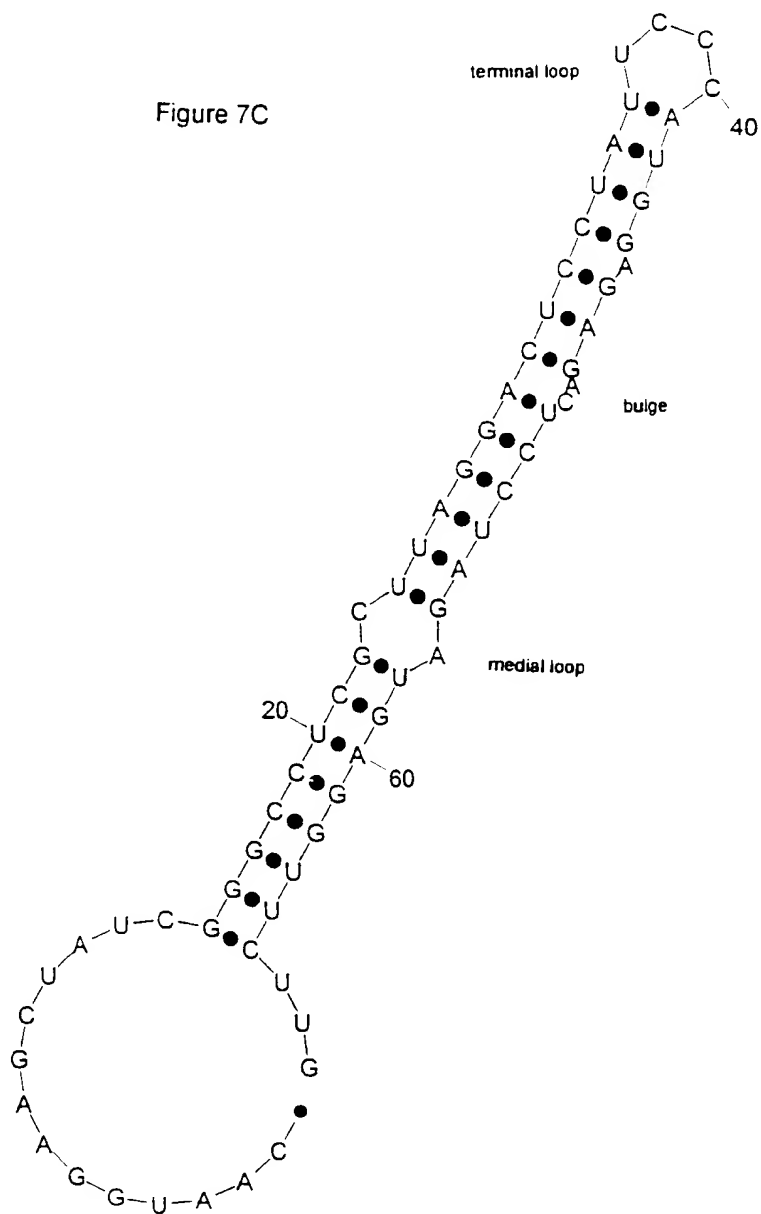 Figure 7C
terminal loop
40
bulge
medial loop
20
60
C A A U G G A A G C U A U C G G G C C U C G C U U A G G A C U C C U A U U C C C A U G G A G A G A C U C C U A G A U G A G G U U C U U G